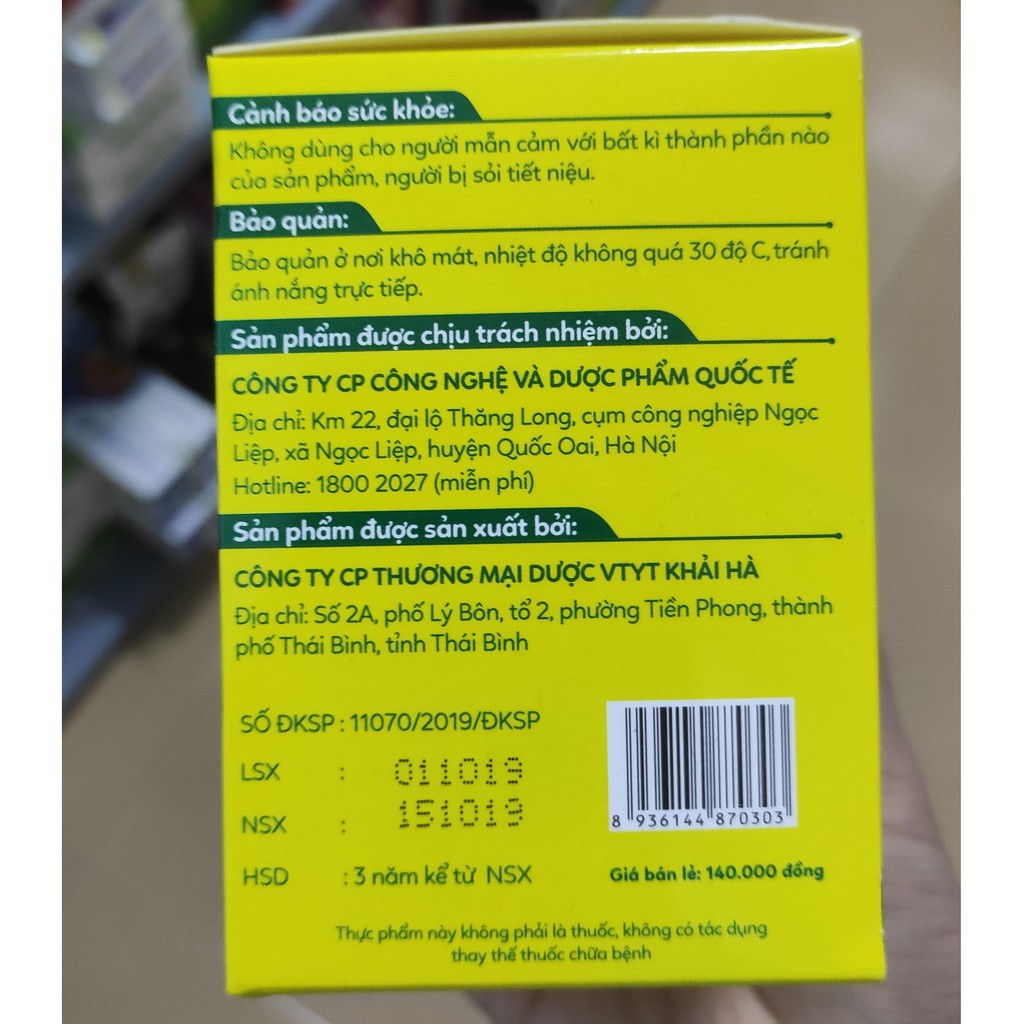 Cảnh báo sức khỏe:
Không dùng cho người mẫn cảm với bất kì thành phần nào
của sản phẩm, người bị sỏi tiết niệu.
Bảo quản:
Bảo quản ở nơi khô mát, nhiệt độ không quá 30 độ C, tránh
ánh nắng trực tiếp.
Sản phẩm được chịu trách nhiệm bởi:
CÔNG TY CP CÔNG NGHỆ VÀ DƯỢC PHẨM QUỐC TẾ
Địa chỉ: Km 22, đại lộ Thăng Long, cụm công nghiệp Ngọc
Liệp, xã Ngọc Liệp, huyện Quốc Oai, Hà Nội
Hotline: 1800 2027 (miễn phí)
Sản phẩm được sản xuất bởi:
CÔNG TY CP THƯƠNG MẠI DƯỢC VTYT KHẢI HÀ
Địa chỉ: Số 2A, phố Lý Bôn, tổ 2, phường Tiền Phong, thành
phố Thái Bình, tỉnh Thái Bình
SỐ ĐKSP : 11070/2019/ĐKSP
LSX : 011019
NSX : 151019
HSD : 3 năm kể từ NSX
8 936144 870303
Giá bán lẻ: 140.000 đồng
Thực phẩm này không phải là thuốc, không có tác dụng
thay thế thuốc chữa bệnh